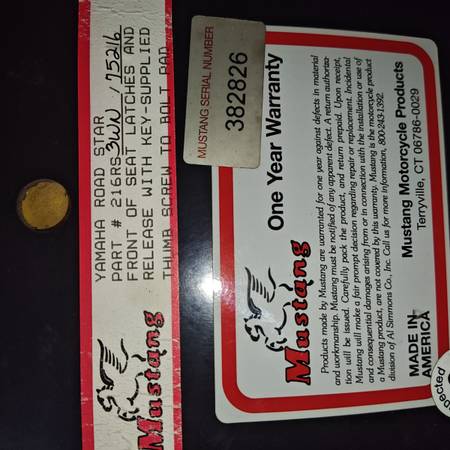 YAMAHA ROAD STAR
PART # 216RS 3WN / 75216
FRONT OF SEAT LATCHES AND
RELEASE WITH KEY-SUPPLIED
THUMB SCREW TO BOLT PAD
Mustang
MUSTANG SERIAL NUMBER
382826
Mustang
One Year Warranty
Products made by Mustang are warranted for one year against defects in material
and workmanship. Mustang must be notified of any apparent defect. A return authoriza-
tion will be issued. Carefully pack the product, and return prepaid. Upon receipt,
Mustang will make a fair prompt decision regarding repair or replacement. Incidental
and consequential damages arising from or in connection with the installation or use of
a Mustang product, are not covered by this warranty. Mustang is the motorcycle product
division of Al Simmons Co., Inc. Call us for more information, 800-243-1392.
MADE IN
AMERICA
Mustang Motorcycle Products
Terryville, CT 06786-0029
pected